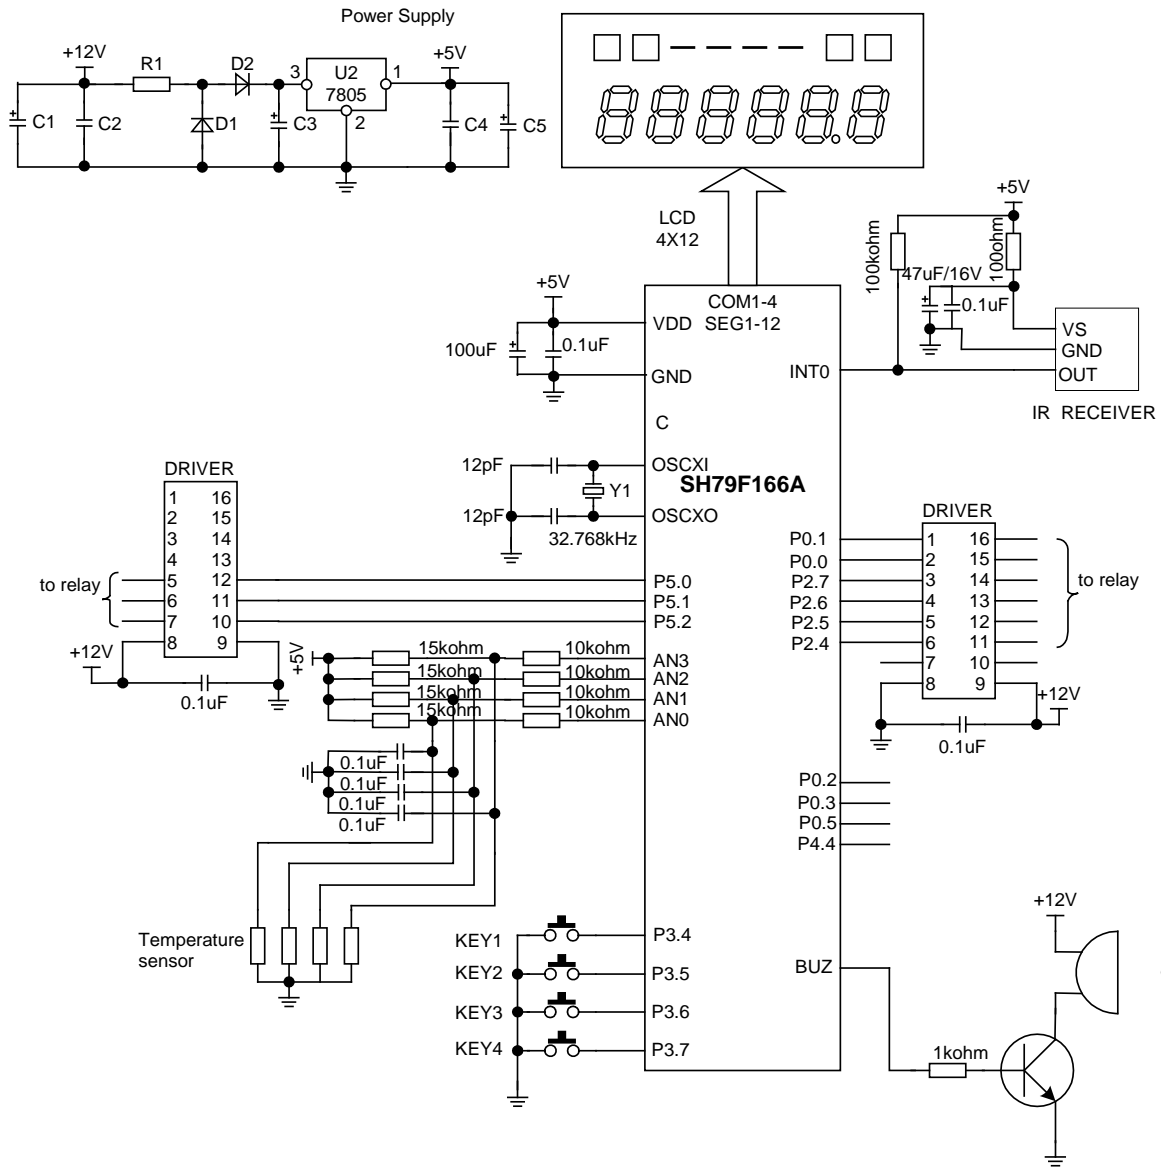 Power Supply
+12V
R1
D2
3
U2
7805
1
+5V
C1
C2
D1
C3
2
C4
C5
LCD
4X12
+5V
100kohm
100ohm
47uF/16V
0.1uF
VS
GND
OUT
IR RECEIVER
+5V
100uF
0.1uF
VDD
GND
C
COM1-4
SEG1-12
INT0
12pF
12pF
Y1
32.768kHz
OSCXI
OSCXO
SH79F166A
DRIVER
1 16
2 15
3 14
4 13
5 12
6 11
7 10
8 9
to relay
+12V
0.1uF
P5.0
P5.1
P5.2
P0.1
P0.0
P2.7
P2.6
P2.5
P2.4
DRIVER
1 16
2 15
3 14
4 13
5 12
6 11
7 10
8 9
to relay
+12V
0.1uF
+5V
15kohm 10kohm AN3
15kohm 10kohm AN2
15kohm 10kohm AN1
15kohm 10kohm AN0
0.1uF
0.1uF
0.1uF
0.1uF
P0.2
P0.3
P0.5
P4.4
Temperature
sensor
KEY1 P3.4
KEY2 P3.5
KEY3 P3.6
KEY4 P3.7
BUZ
1kohm
+12V